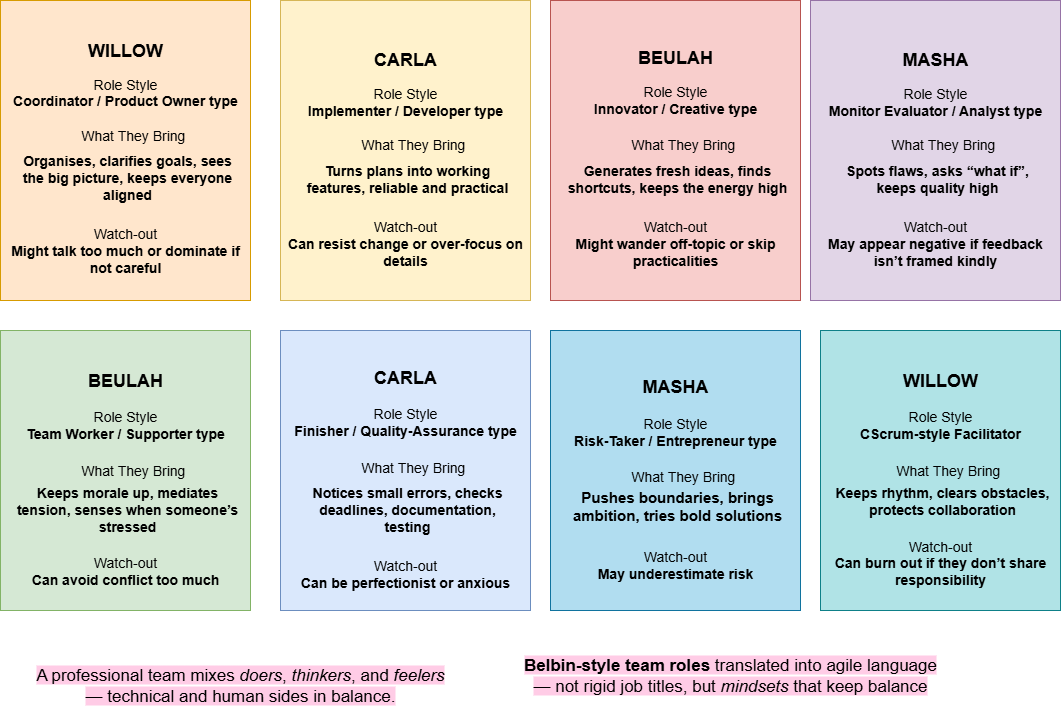 WILLOW
Role Style
Coordinator / Product Owner type
What They Bring
Organises, clarifies goals, sees
the big picture, keeps everyone
aligned
Watch-out
Might talk too much or dominate if
not careful
CARLA
Role Style
Implementer / Developer type
What They Bring
Turns plans into working
features, reliable and practical
Watch-out
Can resist change or over-focus on
details
BEULAH
Role Style
Innovator / Creative type
What They Bring
Generates fresh ideas, finds
shortcuts, keeps the energy high
Watch-out
Might wander off-topic or skip
practicalities
MASHA
Role Style
Monitor Evaluator / Analyst type
What They Bring
Spots flaws, asks “what if”,
keeps quality high
Watch-out
May appear negative if feedback
isn’t framed kindly
BEULAH
Role Style
Team Worker / Supporter type
What They Bring
Keeps morale up, mediates
tension, senses when someone’s
stressed
Watch-out
Can avoid conflict too much
CARLA
Role Style
Finisher / Quality-Assurance type
What They Bring
Notices small errors, checks
deadlines, documentation,
testing
Watch-out
Can be perfectionist or anxious
MASHA
Role Style
Risk-Taker / Entrepreneur type
What They Bring
Pushes boundaries, brings
ambition, tries bold solutions
Watch-out
May underestimate risk
WILLOW
Role Style
CScrum-style Facilitator
What They Bring
Keeps rhythm, clears obstacles,
protects collaboration
Watch-out
Can burn out if they don’t share
responsibility
A professional team mixes doers, thinkers, and feelers
— technical and human sides in balance.
Belbin-style team roles translated into agile language
— not rigid job titles, but mindsets that keep balance